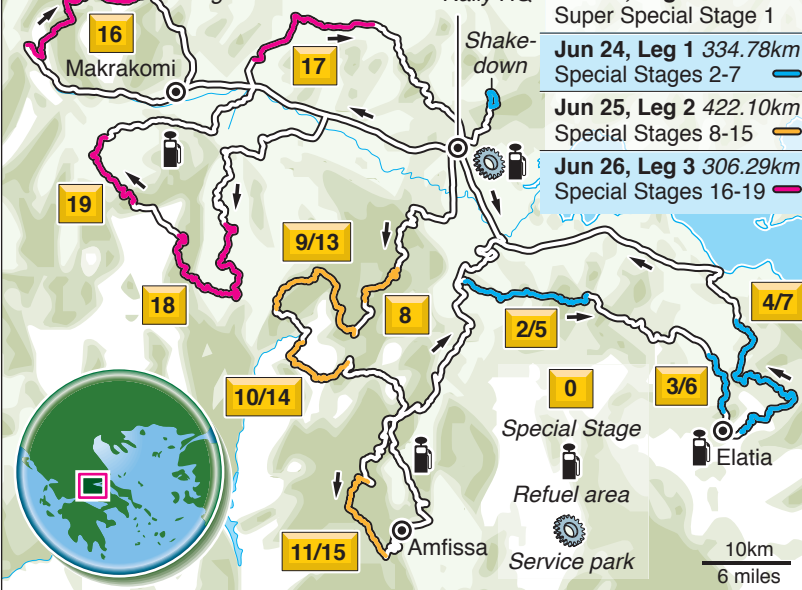 Super Special Stage 1
Jun 24, Leg 1 334.78km
Special Stages 2-7
Jun 25, Leg 2 422.10km
Special Stages 8-15
Jun 26, Leg 3 306.29km
Special Stages 16-19
Shake-
down
16
Makrakomi
17
19
18
9/13
8
10/14
11/15
Amfissa
2/5
4/7
3/6
Elatia
0
Special Stage
Refuel area
Service park
10km
6 miles